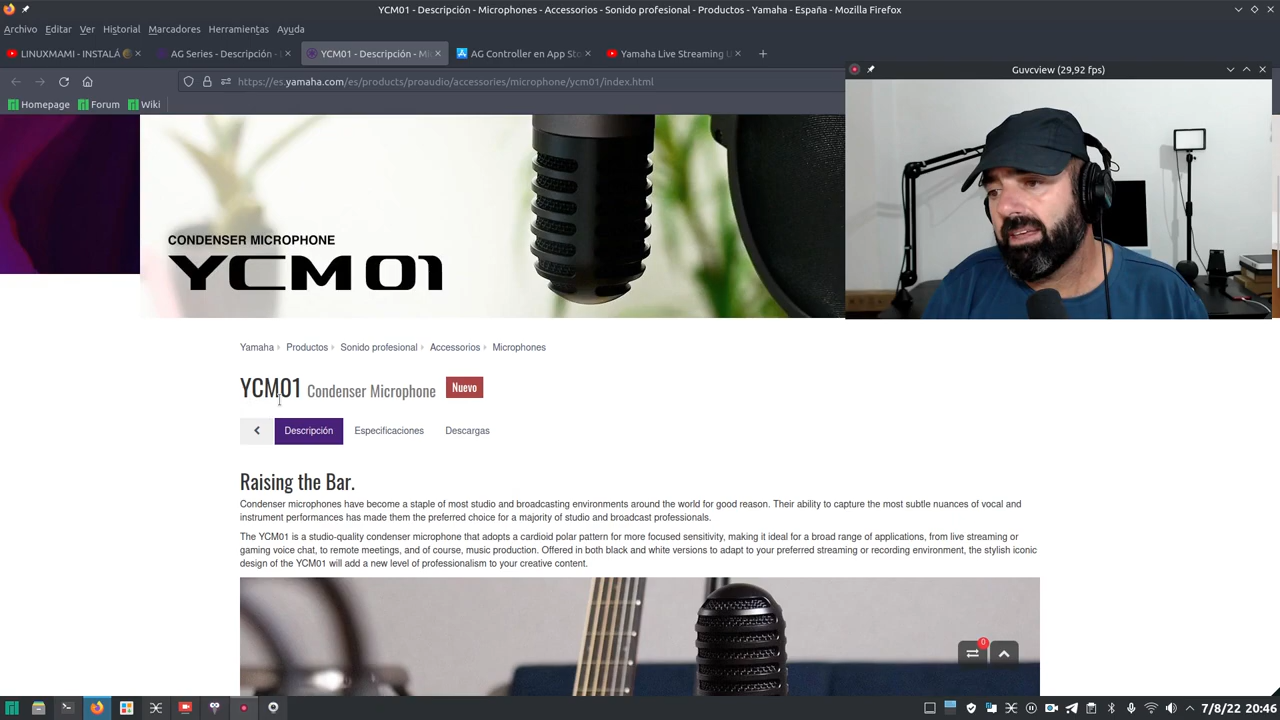 YCM01 - Descripción - Microphones - Accesorios - Sonido profesional - Productos - Yamaha - España - Mozilla Firefox
Archivo Editar Ver Historial Marcadores Herramientas Ayuda
LINUXMAMI - INSTALÁ
AG Series - Descripción -
YCM01 - Descripción - Mi
AG Controller en App Sto
Yamaha Live Streaming L
https://es.yamaha.com/es/products/proaudio/accessories/microphone/ycm01/index.html
Guvcview (29,92 fps)
Homepage Forum Wiki
CONDENSER MICROPHONE
YCM01
Yamaha Productos Sonido profesional Accesorios Microphones
YCM01 Condenser Microphone Nuevo
Descripción Especificaciones Descargas
Raising the Bar.
Condenser microphones have become a staple of most studio and broadcasting environments around the world for good reason. Their ability to capture the most subtle nuances of vocal and
instrument performances has made them the preferred choice for a majority of studio and broadcast professionals.
The YCM01 is a studio-quality condenser microphone that adopts a cardioid polar pattern for more focused sensitivity, making it ideal for a broad range of applications, from live streaming or
gaming voice chat, to remote meetings, and of course, music production. Offered in both black and white versions to adapt to your preferred streaming or recording environment, the stylish iconic
design of the YCM01 will add a new level of professionalism to your creative content.
0
7/8/22 20:46